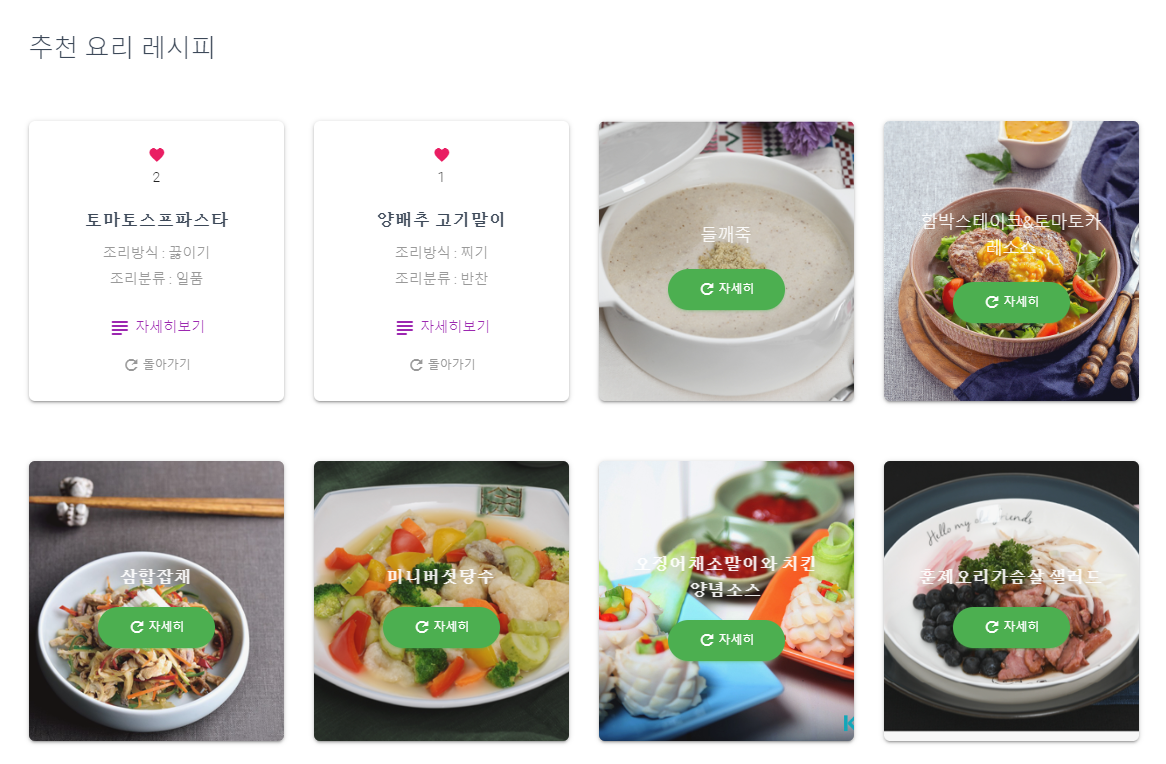 추천 요리 레시피
2
토마토스프파스타
조리방식 : 끓이기
조리분류 : 일품
자세히보기
돌아가기
1
양배추 고기말이
조리방식 : 찌기
조리분류 : 반찬
자세히보기
돌아가기
들깨죽
자세히
함박스테이크&토마토카
레소스
자세히
삼합잡채
자세히
미니버섯탕수
자세히
오징어채소말이와 치킨
양념소스
자세히
K
Hello my friends
훈제오리가슴살 샐러드
자세히